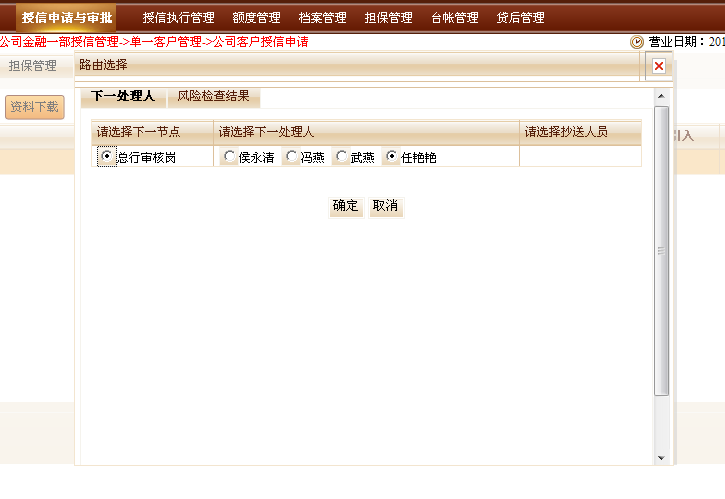 授信申请与审批 授信执行管理 额度管理 档案管理 担保管理 台帐管理 贷后管理
公司金融一部授信管理->单一客户管理->公司客户授信申请 营业日期：201
担保管理 路由选择
下一处理人 风险检查结果
资料下载
请选择下一节点 请选择下一处理人 请选择抄送人员 引入
总行审核岗 侯永清 冯燕 武燕 任艳艳
确定 取消